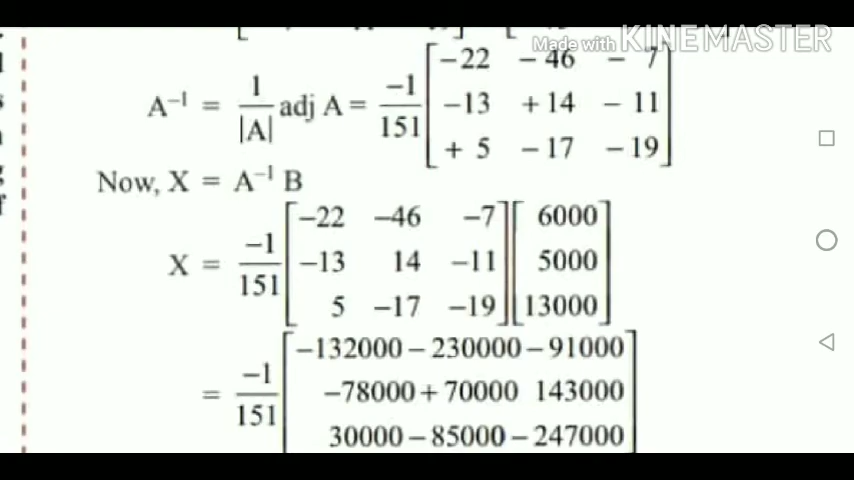 Made with KINEMASTER
A⁻¹ = 1/|A| adj A = −1/151 [−22 − 46 − 7
−13 + 14 − 11
+ 5 − 17 − 19]
Now, X = A⁻¹ B
X = −1/151 [−22 −46 −7
−13 14 −11
5 −17 −19] [6000
5000
13000]
= −1/151 [−132000 − 230000 − 91000
−78000 + 70000 143000
30000 − 85000 − 247000